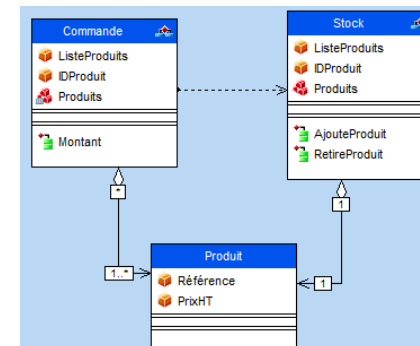 Commande
ListeProduits
IDProduit
Produits
Montant
Stock
ListeProduits
IDProduit
Produits
AjouteProduit
RetireProduit
*
1
1..*
1
Produit
Référence
PrixHT